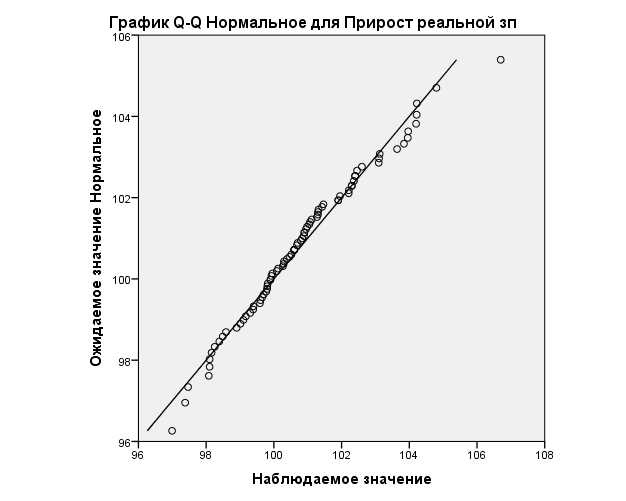 График Q-Q Нормальное для Прирост реальной зп
Ожидаемое значение Нормальное
106
104
102
100
98
96
96 98 100 102 104 106 108
Наблюдаемое значение